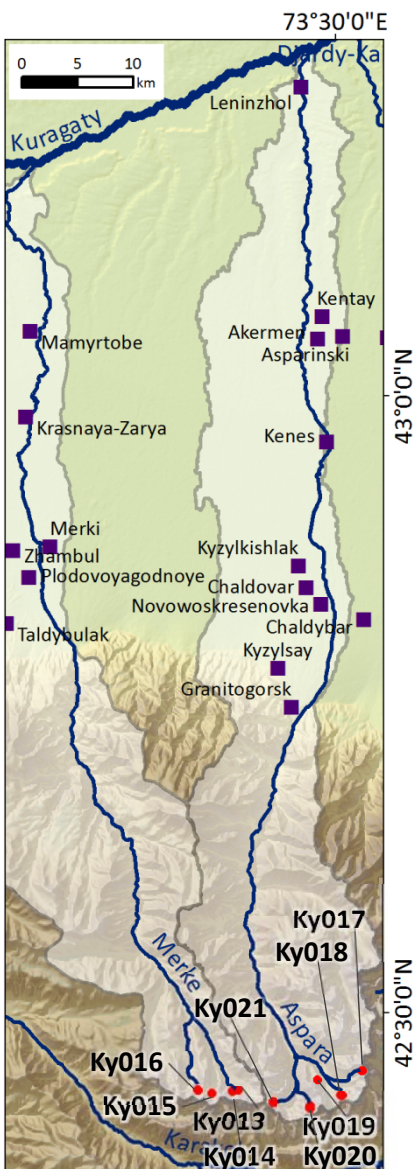 73°30'0"E
0 5 10
km
Djardy-Ka
Leninzhol
Kuragaty
Kentay
Akermen
Mamyrtobe
Asparinski
43°0'0"N
Krasnaya-Zarya
Kenes
Merki
Zhambul
Kyzylkishlak
Plodovoyagodnoye
Chaldovar
Novowoskresenovka
Taldybulak
Chaldybar
Kyzylsay
Granitogorsk
Ky017
Ky018
Merke
42°30'0"N
Ky021
Aspara
Ky016
Ky015
Ky013
Ky019
Ky014
Ky020